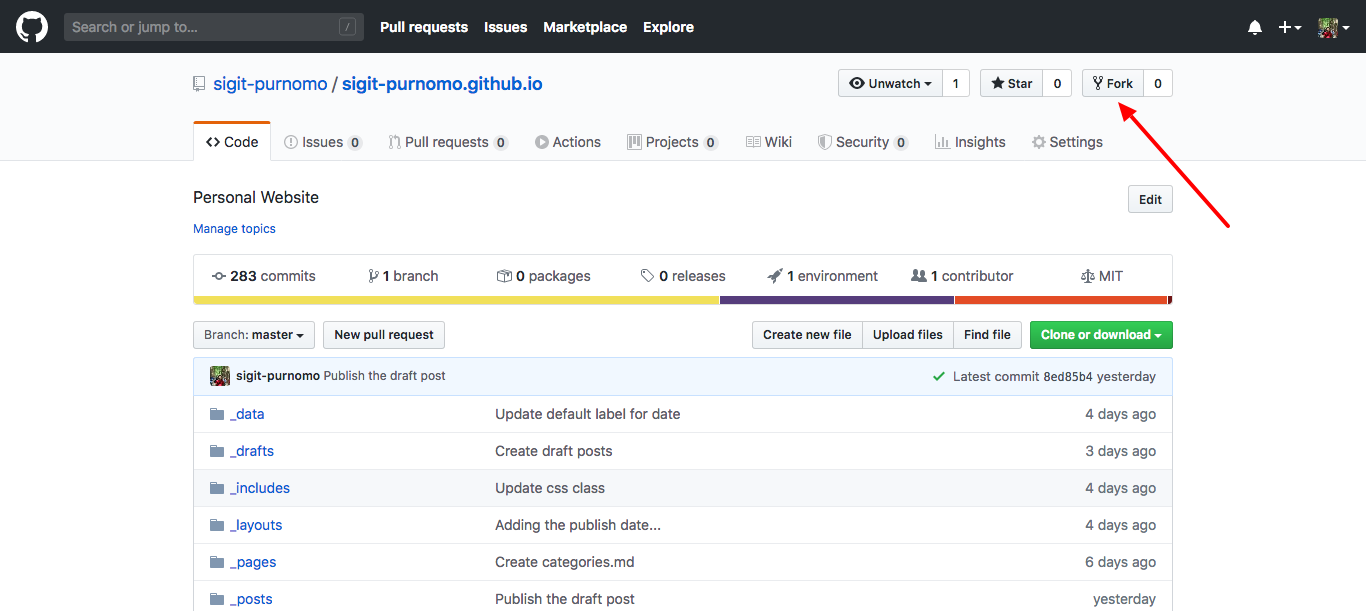 Search or jump to... / Pull requests Issues Marketplace Explore
sigit-purnomo / sigit-purnomo.github.io Unwatch 1 Star 0 Fork 0
Code Issues 0 Pull requests 0 Actions Projects 0 Wiki Security 0 Insights Settings
Personal Website Edit
Manage topics
283 commits 1 branch 0 packages 0 releases 1 environment 1 contributor MIT
Branch: master New pull request Create new file Upload files Find file Clone or download
sigit-purnomo Publish the draft post Latest commit 8ed85b4 yesterday
_data Update default label for date 4 days ago
_drafts Create draft posts 3 days ago
_includes Update css class 4 days ago
_layouts Adding the publish date... 4 days ago
_pages Create categories.md 6 days ago
_posts Publish the draft post yesterday